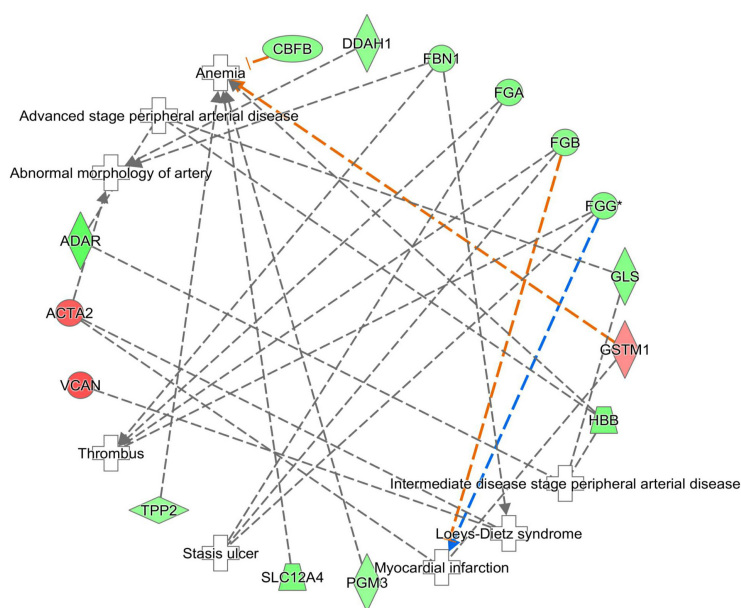 CBFB
DDAH1
FBN1
Anemia
FGA
Advanced stage peripheral arterial disease
FGB
Abnormal morphology of artery
FGG*
ADAR
GLS
ACTA2
GSTM1
VCAN
HBB
Thrombus
Intermediate disease stage peripheral arterial disease
TPP2
Loeys-Dietz syndrome
Stasis ulcer
Myocardial infarction
SLC12A4
PGM3